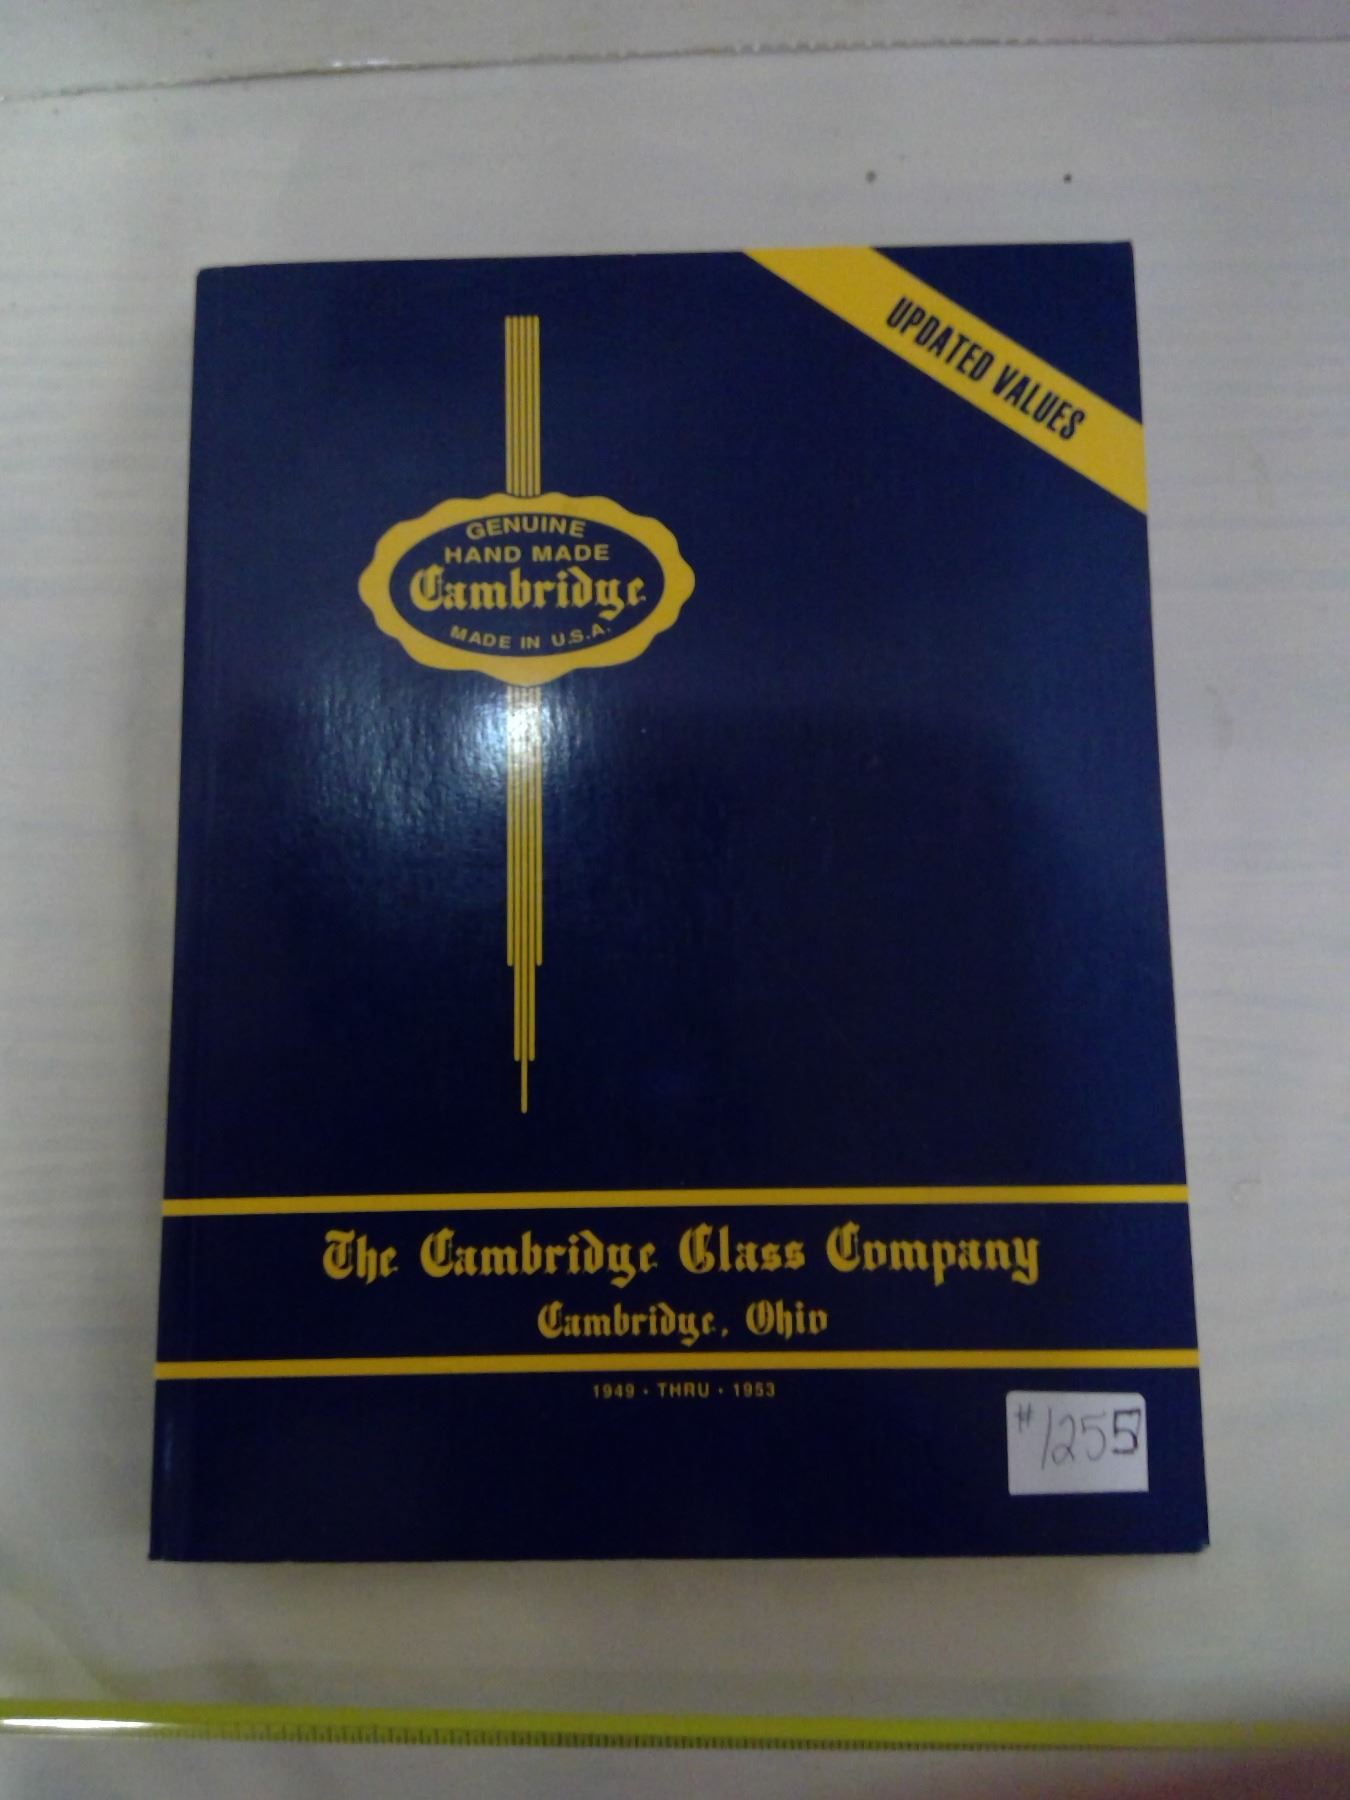 UPDATED VALUES
GENUINE
HAND MADE
Cambridge
MADE IN U.S.A.
The Cambridge Glass Company
Cambridge, Ohio
1949 · THRU · 1953
#1255